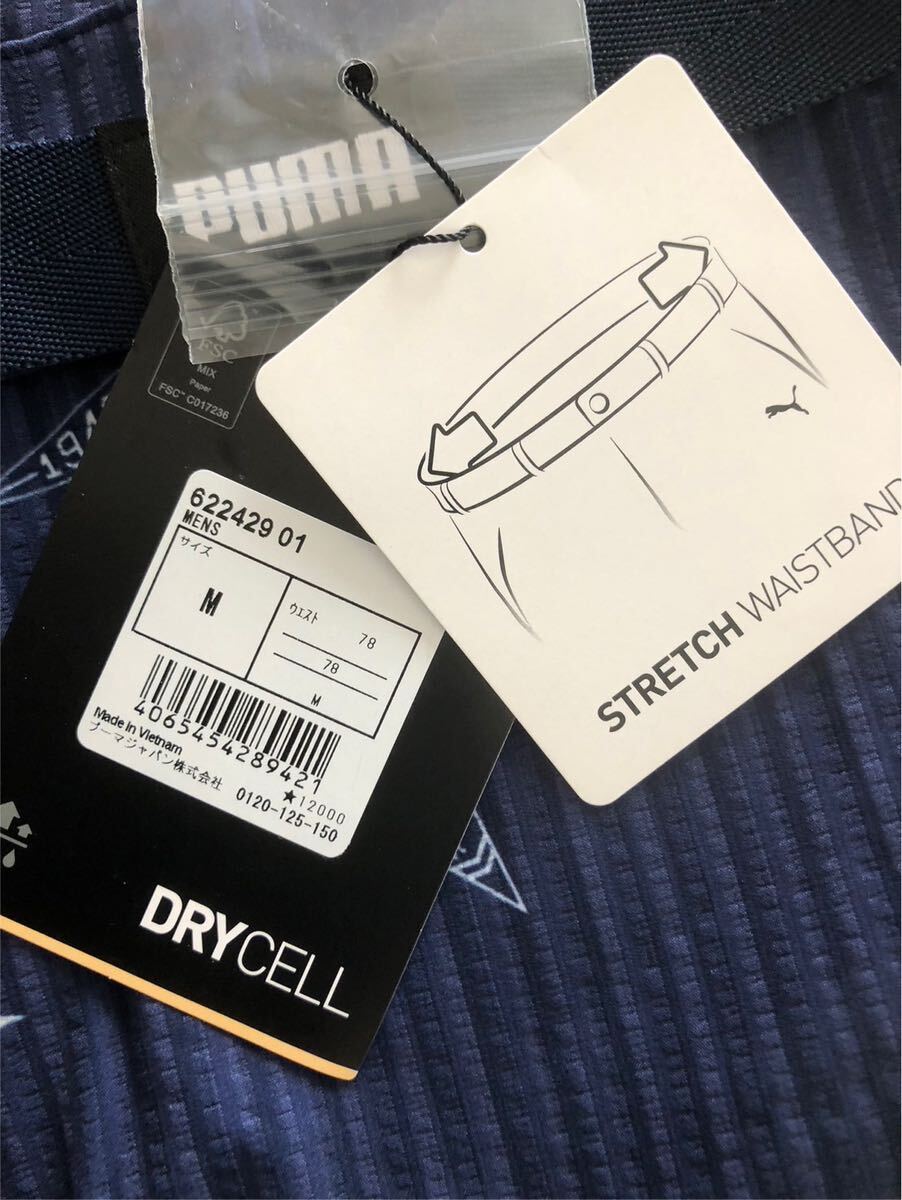 PUMA
FSC
MIX
Paper
FSC™ C017236
194
622429 01
MENS
サイズ
M
ウエスト 78
78
M
4065454289421
Made in Vietnam
プーマジャパン株式会社
★12000
0120-125-150
DRYCELL
STRETCH WAISTBAND